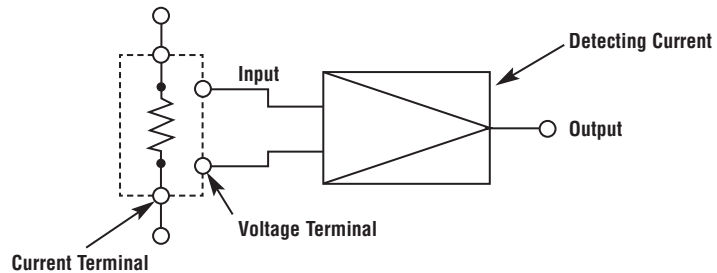 Detecting Current
Input
Output
Voltage Terminal
Current Terminal